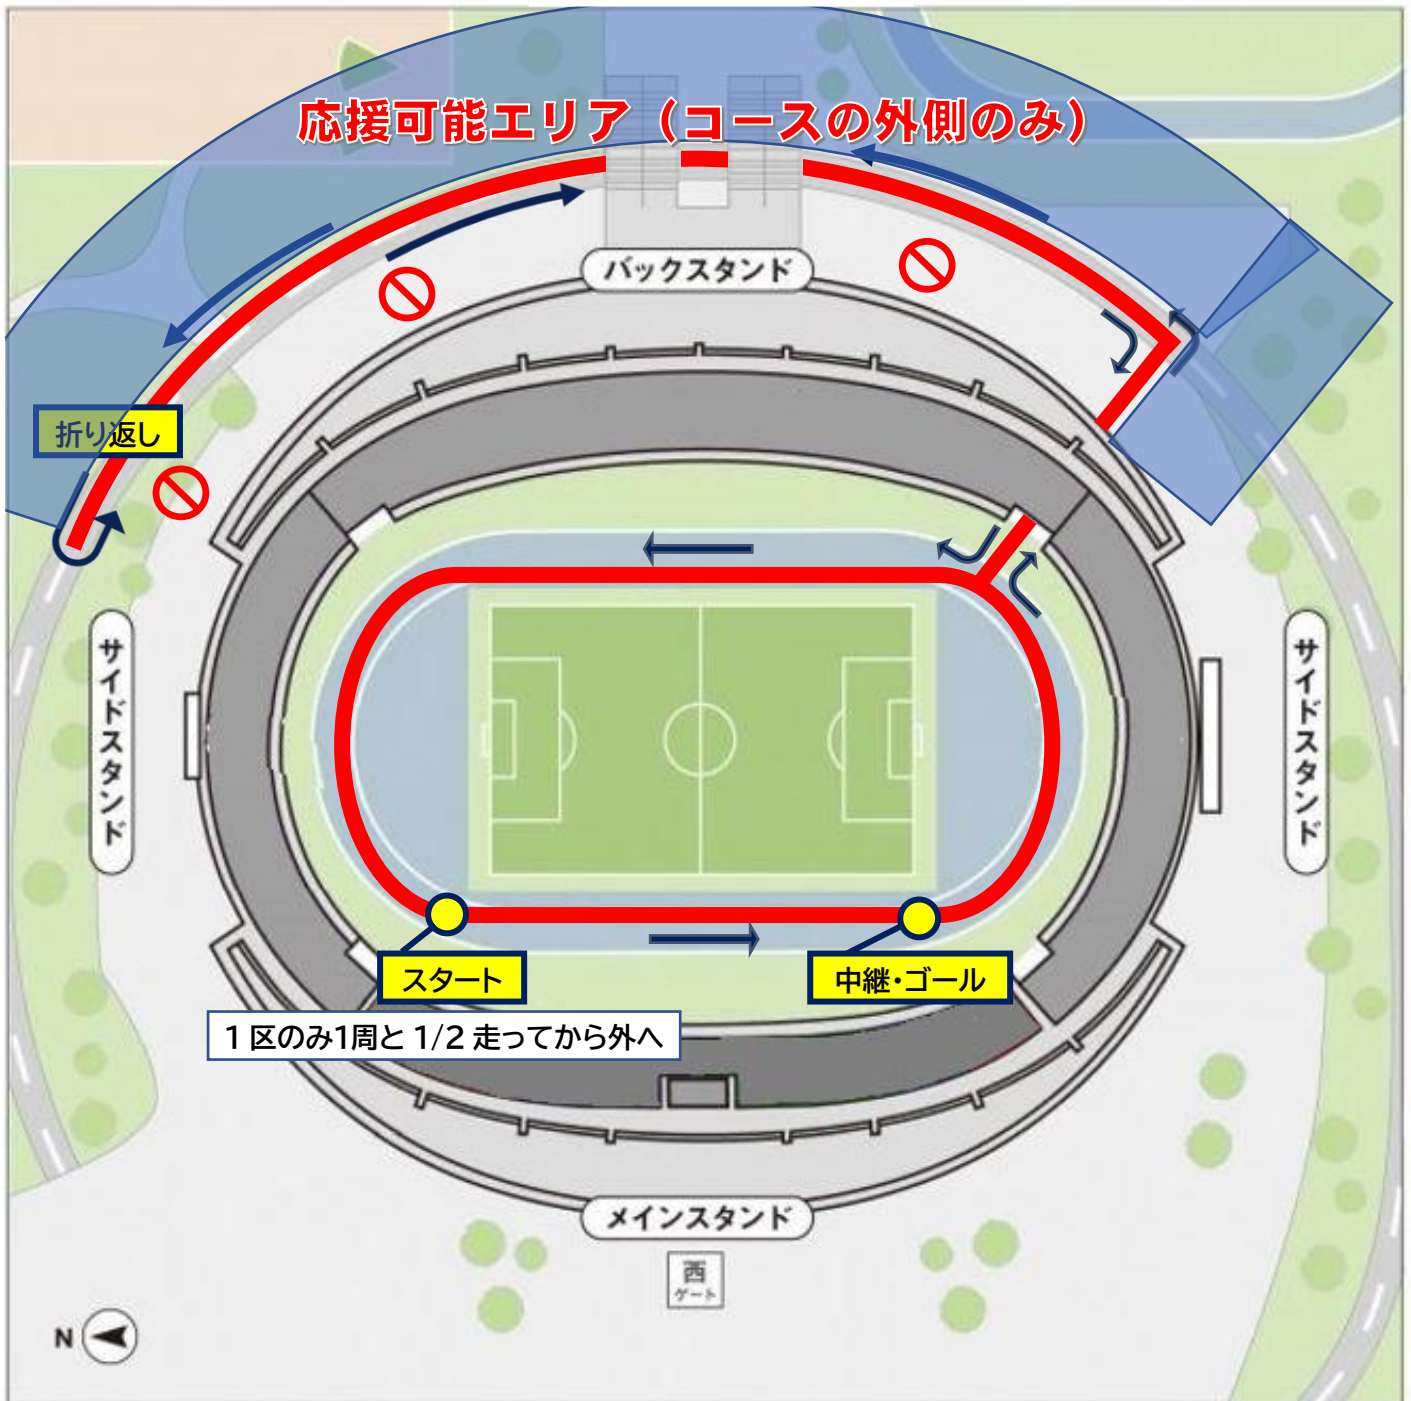 応援可能エリア（コースの外側のみ）
バックスタンド
折り返し
サイドスタンド
サイドスタンド
スタート
中継・ゴール
1区のみ1周と 1/2 走ってから外へ
メインスタンド
西
ゲート
N